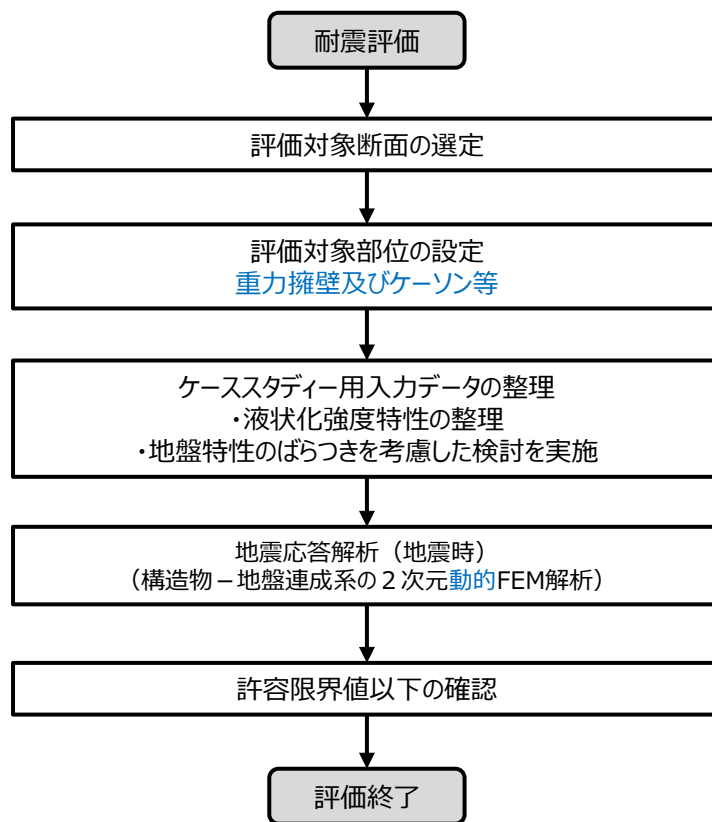 耐震評価
評価対象断面の選定
評価対象部位の設定
重力擁壁及びケーソン等
ケーススタディー用入力データの整理
・液状化強度特性の整理
・地盤特性のばらつきを考慮した検討を実施
地震応答解析（地震時）
（構造物－地盤連成系の２次元動的FEM解析）
許容限界値以下の確認
評価終了